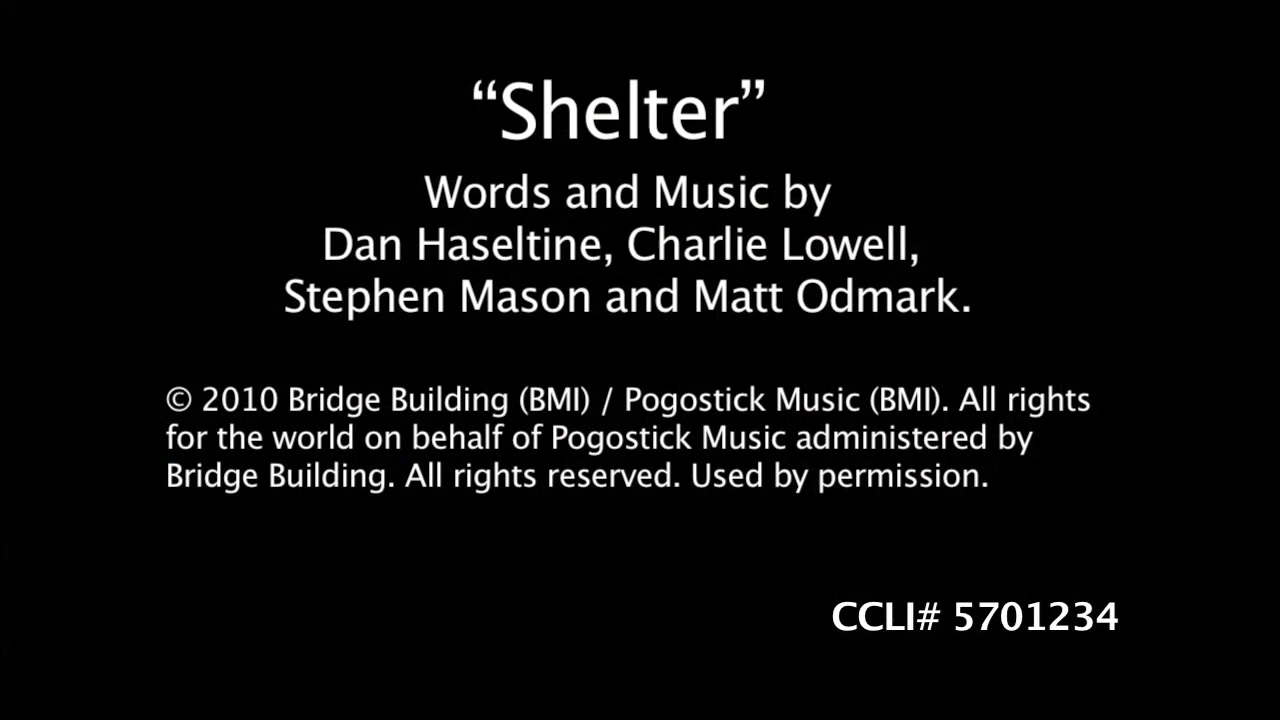 “Shelter”
Words and Music by
Dan Haseltine, Charlie Lowell,
Stephen Mason and Matt Odmark.
© 2010 Bridge Building (BMI) / Pogostick Music (BMI). All rights
for the world on behalf of Pogostick Music administered by
Bridge Building. All rights reserved. Used by permission.
CCLI# 5701234